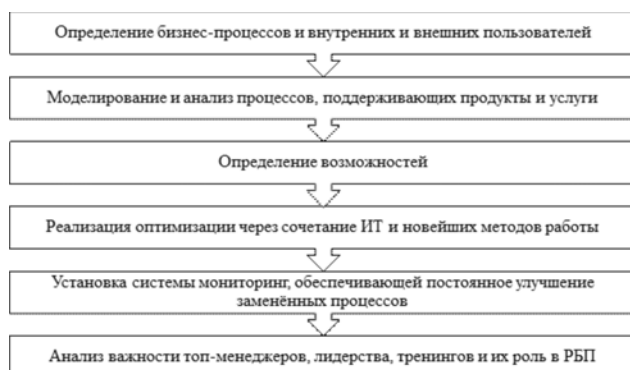 Определение бизнес-процессов и внутренних и внешних пользователей
Моделирование и анализ процессов, поддерживающих продукты и услуги
Определение возможностей
Реализация оптимизации через сочетание ИТ и новейших методов работы
Установка системы мониторинг, обеспечивающей постоянное улучшение
заменённых процессов
Анализ важности топ-менеджеров, лидерства, тренингов и их роль в РБП